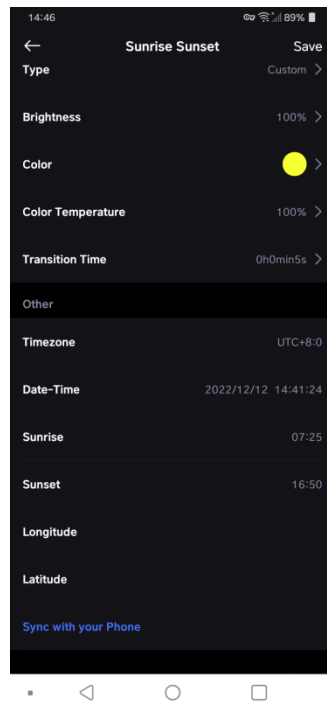 14:46 89%
Sunrise Sunset Save
Type Custom
Brightness 100%
Color
Color Temperature 100%
Transition Time 0h0min5s
Other
Timezone UTC+8:0
Date-Time 2022/12/12 14:41:24
Sunrise 07:25
Sunset 16:50
Longitude
Latitude
Sync with your Phone